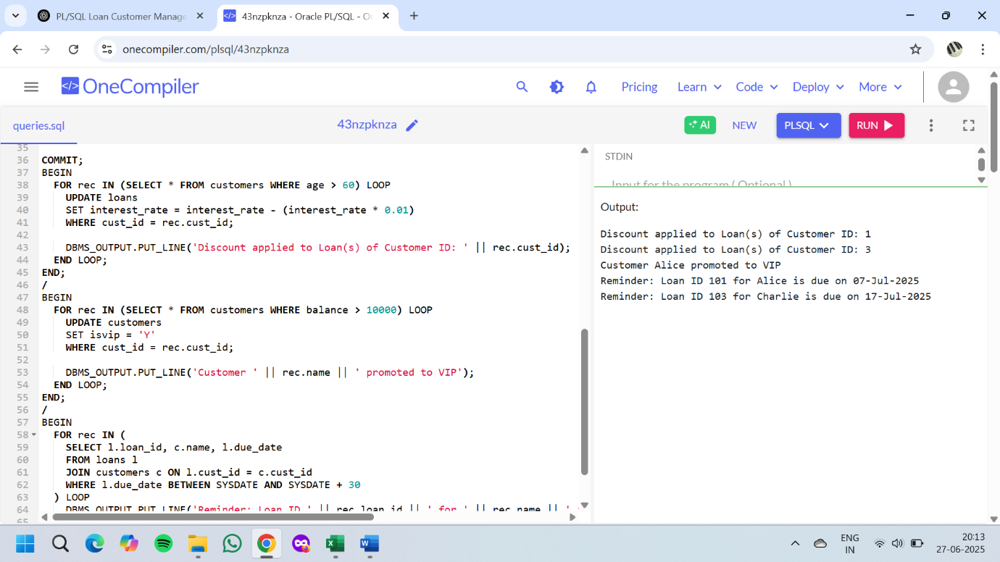 PL/SQL Loan Customer Manage
43nzpknza - Oracle PL/SQL - O
onecompiler.com/plsql/43nzpknza
</> OneCompiler
Pricing
Learn
Code
Deploy
More
queries.sql
43nzpknza
AI
NEW
PLSQL
RUN
35
36 COMMIT;
37 BEGIN
38 FOR rec IN (SELECT * FROM customers WHERE age > 60) LOOP
39 UPDATE loans
40 SET interest_rate = interest_rate - (interest_rate * 0.01)
41 WHERE cust_id = rec.cust_id;
42
43 DBMS_OUTPUT.PUT_LINE('Discount applied to Loan(s) of Customer ID: ' || rec.cust_id);
44 END LOOP;
45 END;
46 /
47 BEGIN
48 FOR rec IN (SELECT * FROM customers WHERE balance > 10000) LOOP
49 UPDATE customers
50 SET isvip = 'Y'
51 WHERE cust_id = rec.cust_id;
52
53 DBMS_OUTPUT.PUT_LINE('Customer ' || rec.name || ' promoted to VIP');
54 END LOOP;
55 END;
56 /
57 BEGIN
58 FOR rec IN (
59 SELECT l.loan_id, c.name, l.due_date
60 FROM loans l
61 JOIN customers c ON l.cust_id = c.cust_id
62 WHERE l.due_date BETWEEN SYSDATE AND SYSDATE + 30
63 ) LOOP
64 DBMS_OUTPUT.PUT_LINE('Reminder: Loan ID ' || rec.loan_id || ' for ' || rec.name || '
65
STDIN
Input for the program ( Optional )
Output:
Discount applied to Loan(s) of Customer ID: 1
Discount applied to Loan(s) of Customer ID: 3
Customer Alice promoted to VIP
Reminder: Loan ID 101 for Alice is due on 07-Jul-2025
Reminder: Loan ID 103 for Charlie is due on 17-Jul-2025
ENG
IN
20:13
27-06-2025